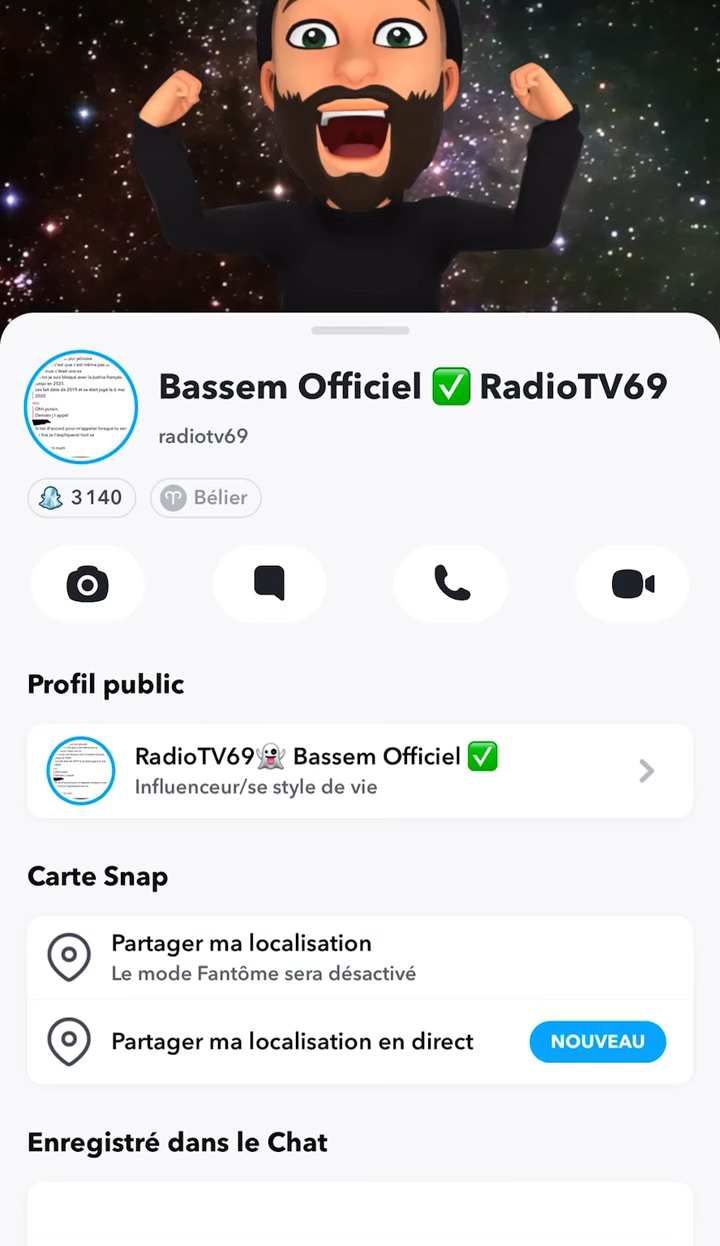 Bassem Officiel ✅ RadioTV69
radiotv69
3 140
Bélier
Profil public
RadioTV69👻 Bassem Officiel ✅
Influenceur/se style de vie
Carte Snap
Partager ma localisation
Le mode Fantôme sera désactivé
Partager ma localisation en direct
NOUVEAU
Enregistré dans le Chat